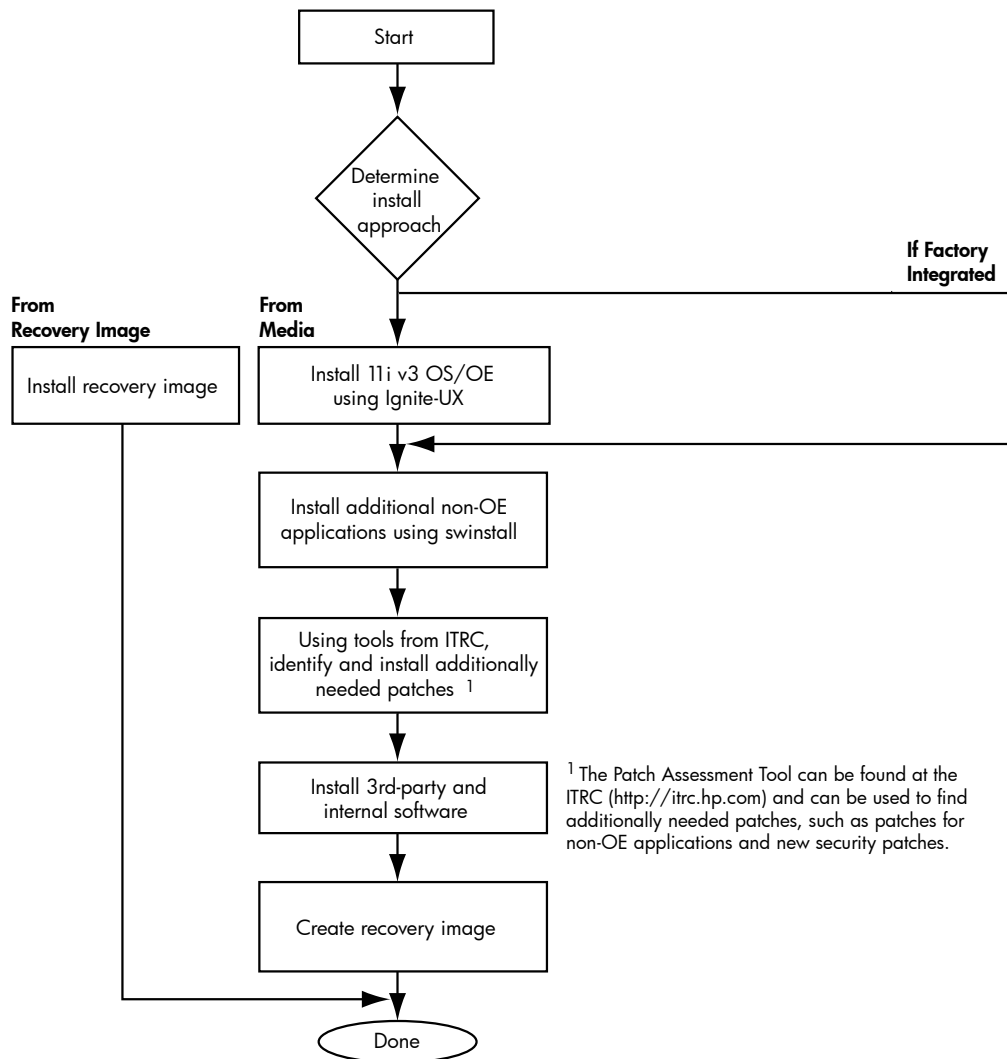 Start
Determine
install
approach
If Factory
Integrated
From
Recovery Image
From
Media
Install recovery image
Install 11i v3 OS/OE
using Ignite-UX
Install additional non-OE
applications using swinstall
Using tools from ITRC,
identify and install additionally
needed patches 1
Install 3rd-party and
internal software
1 The Patch Assessment Tool can be found at the
ITRC (http://itrc.hp.com) and can be used to find
additionally needed patches, such as patches for
non-OE applications and new security patches.
Create recovery image
Done